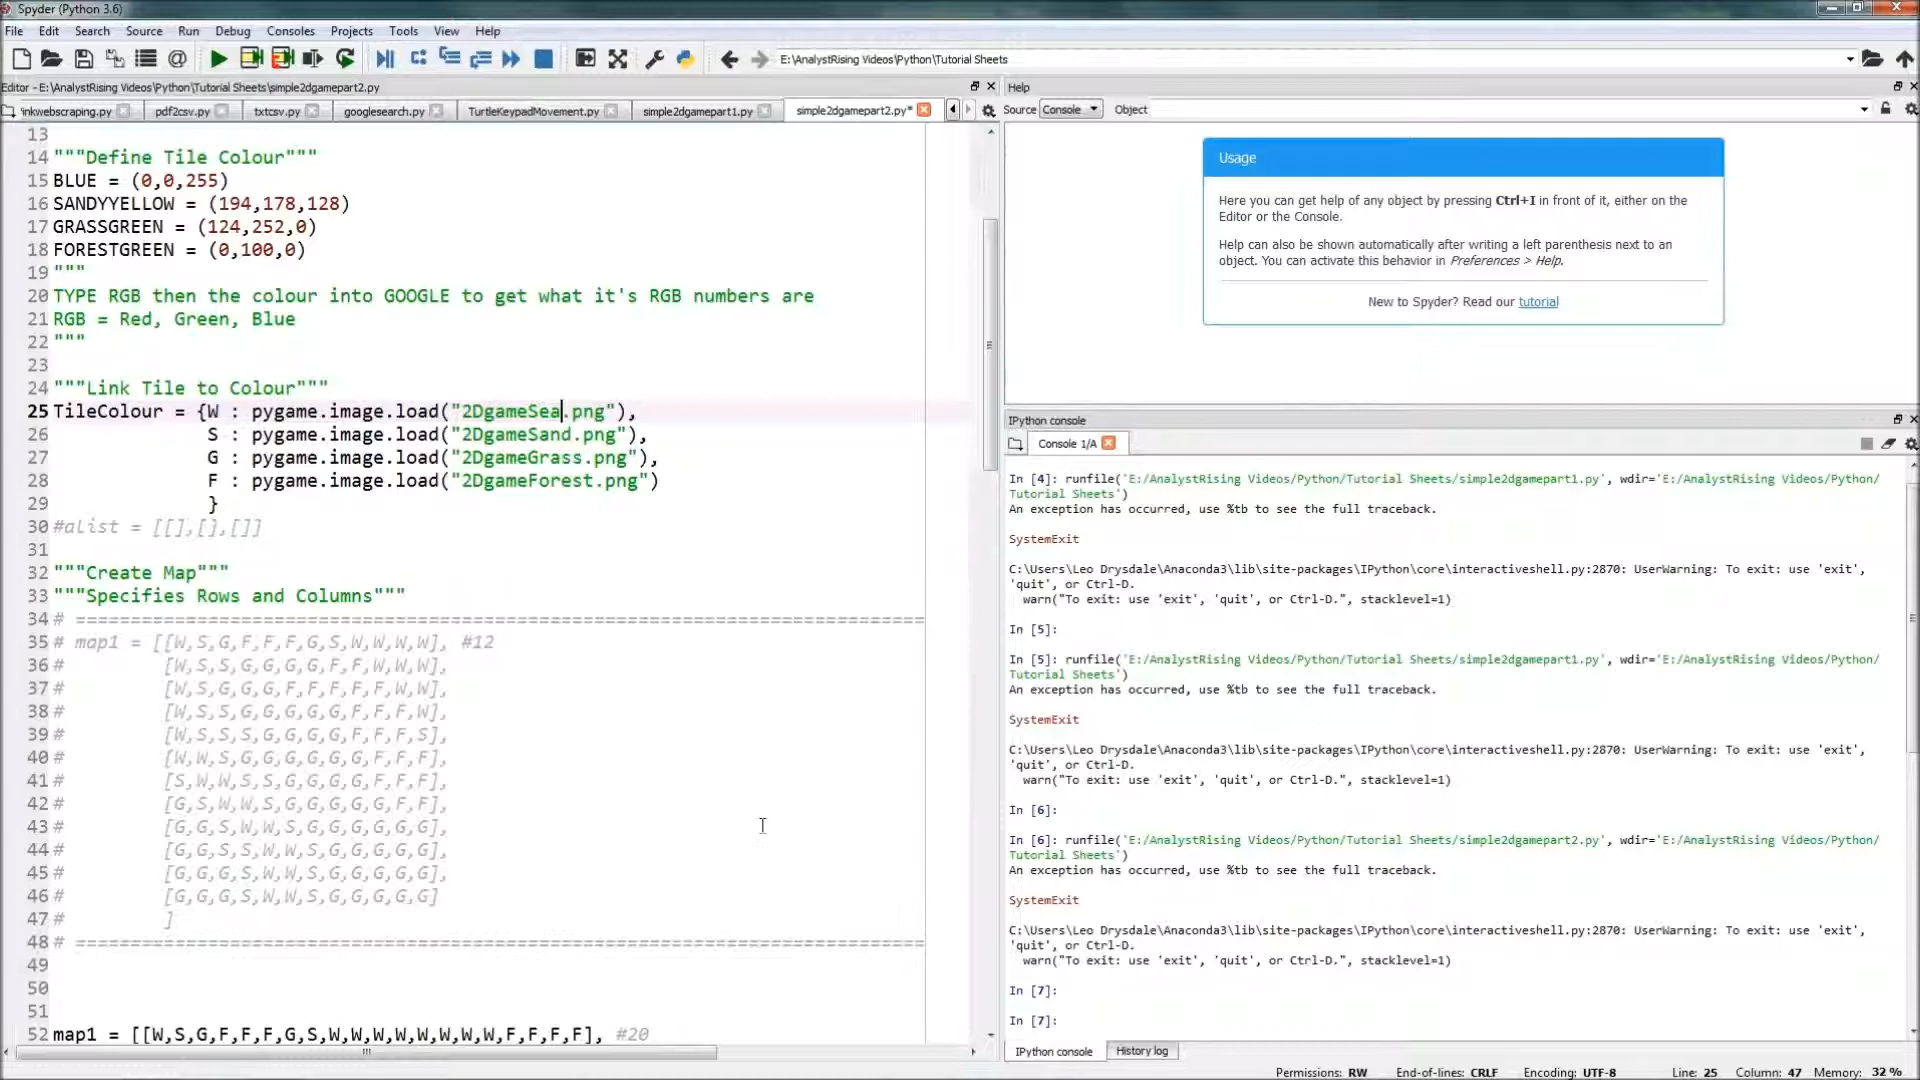 Spyder (Python 3.6)
File Edit Search Source Run Debug Consoles Projects Tools View Help
E:\AnalystRising Videos\Python\Tutorial Sheets
Editor - E:\AnalystRising Videos\Python\Tutorial Sheets\simple2dgamepart2.py
inkwebscraping.py pdf2csv.py txtcsv.py googlesearch.py TurtleKeypadMovement.py simple2dgamepart1.py simple2dgamepart2.py*
13
14 """Define Tile Colour"""
15 BLUE = (0,0,255)
16 SANDYYELLOW = (194,178,128)
17 GRASSGREEN = (124,252,0)
18 FORESTGREEN = (0,100,0)
19 """
20 TYPE RGB then the colour into GOOGLE to get what it's RGB numbers are
21 RGB = Red, Green, Blue
22 """
23
24 """Link Tile to Colour"""
25 TileColour = {W : pygame.image.load("2DgameSea.png"),
26 S : pygame.image.load("2DgameSand.png"),
27 G : pygame.image.load("2DgameGrass.png"),
28 F : pygame.image.load("2DgameForest.png")
29 }
30 #aList = [[],[],[]]
31
32 """Create Map"""
33 """Specifies Rows and Columns"""
34 # =============================================================================
35 # map1 = [[W,S,G,F,F,F,G,S,W,W,W,W], #12
36 # [W,S,S,G,G,G,G,F,F,W,W,W],
37 # [W,S,G,G,G,F,F,F,F,F,W,W],
38 # [W,S,S,G,G,G,G,G,F,F,F,W],
39 # [W,S,S,S,G,G,G,G,F,F,F,S],
40 # [W,W,S,G,G,G,G,G,G,F,F,F],
41 # [S,W,W,S,S,G,G,G,G,F,F,F],
42 # [G,S,W,W,S,G,G,G,G,G,F,F],
43 # [G,G,S,W,W,S,G,G,G,G,G,G],
44 # [G,G,S,S,W,W,S,G,G,G,G,G],
45 # [G,G,G,S,W,W,S,G,G,G,G,G],
46 # [G,G,G,S,W,W,S,G,G,G,G,G]
47 # ]
48 # =============================================================================
49
50
51
52 map1 = [[W,S,G,F,F,F,G,S,W,W,W,W,W,W,W,W,F,F,F,F], #20
Help
Source Console Object
Usage
Here you can get help of any object by pressing Ctrl+I in front of it, either on the
Editor or the Console.
Help can also be shown automatically after writing a left parenthesis next to an
object. You can activate this behavior in Preferences > Help.
New to Spyder? Read our tutorial
IPython console
Console 1/A
In [4]: runfile('E:/AnalystRising Videos/Python/Tutorial Sheets/simple2dgamepart1.py', wdir='E:/AnalystRising Videos/Python/
Tutorial Sheets')
An exception has occurred, use %tb to see the full traceback.
SystemExit
C:\Users\Leo Drysdale\Anaconda3\lib\site-packages\IPython\core\interactiveshell.py:2870: UserWarning: To exit: use 'exit',
'quit', or Ctrl-D.
warn("To exit: use 'exit', 'quit', or Ctrl-D.", stacklevel=1)
In [5]:
In [5]: runfile('E:/AnalystRising Videos/Python/Tutorial Sheets/simple2dgamepart1.py', wdir='E:/AnalystRising Videos/Python/
Tutorial Sheets')
An exception has occurred, use %tb to see the full traceback.
SystemExit
C:\Users\Leo Drysdale\Anaconda3\lib\site-packages\IPython\core\interactiveshell.py:2870: UserWarning: To exit: use 'exit',
'quit', or Ctrl-D.
warn("To exit: use 'exit', 'quit', or Ctrl-D.", stacklevel=1)
In [6]:
In [6]: runfile('E:/AnalystRising Videos/Python/Tutorial Sheets/simple2dgamepart2.py', wdir='E:/AnalystRising Videos/Python/
Tutorial Sheets')
An exception has occurred, use %tb to see the full traceback.
SystemExit
C:\Users\Leo Drysdale\Anaconda3\lib\site-packages\IPython\core\interactiveshell.py:2870: UserWarning: To exit: use 'exit',
'quit', or Ctrl-D.
warn("To exit: use 'exit', 'quit', or Ctrl-D.", stacklevel=1)
In [7]:
In [7]:
IPython console History log
Permissions: RW End-of-lines: CRLF Encoding: UTF-8 Line: 25 Column: 47 Memory: 32 %